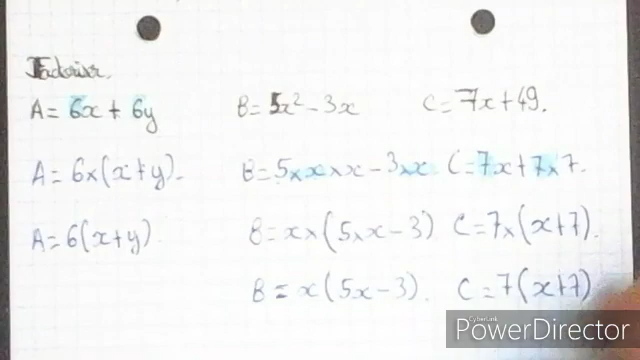 Factoriser.
A = 6x + 6y B = 5x² - 3x C = 7x + 49.
A = 6×(x+y). B = 5×x×x - 3×x C = 7x + 7×7.
A = 6(x+y) B = x×(5×x-3) C = 7×(x+7).
B = x(5x-3). C = 7(x+7)
CyberLink
PowerDirector